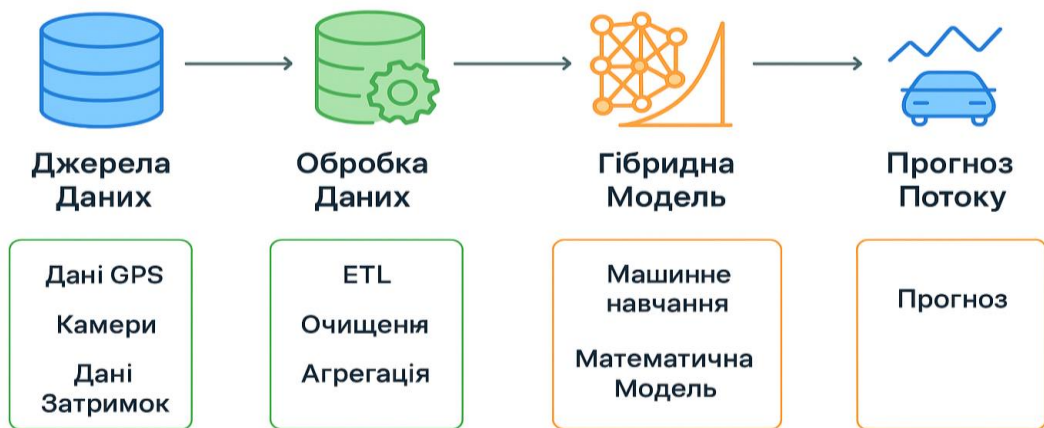 Джерела
Даних
Обробка
Даних
Гібридна
Модель
Прогноз
Потоку
Дані GPS
Камери
Дані
Затримок
ETL
Очищення
Агрегація
Машинне
навчання
Математична
Модель
Прогноз